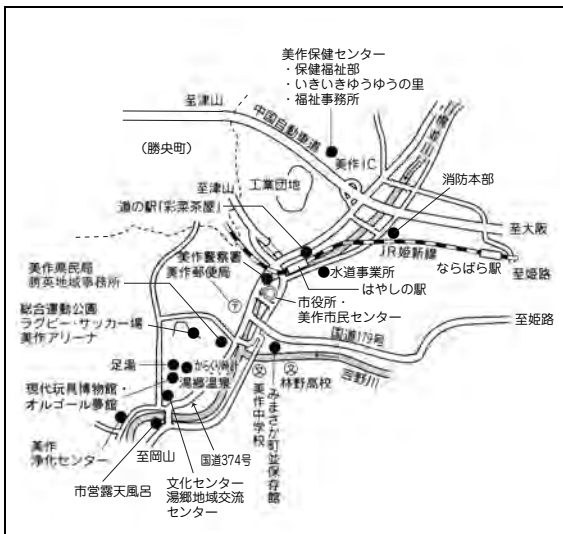 美作保健センター
・保健福祉部
・いきいきゆうゆうの里
・福祉事務所
至津山
中国自動車道
(勝央町)
美作IC
消防本部
至津山
工業団地
道の駅「彩菜茶屋」
至大阪
JR姫新線
美作警察署
美作郵便局
水道事業所
ならはら駅
至姫路
美作県民局
勝英地域事務所
はやしの駅
市役所・
美作市民センター
総合運動公園
ラグビー・サッカー場
美作アリーナ
国道179号
至姫路
足湯
からくり時計
湯郷温泉
林野高校
吉野川
現代玩具博物館・
オルゴール夢館
美作中学校
みまさか町並保存館
美作
浄化センター
至岡山
国道374号
市営露天風呂
文化センター
湯郷地域交流
センター